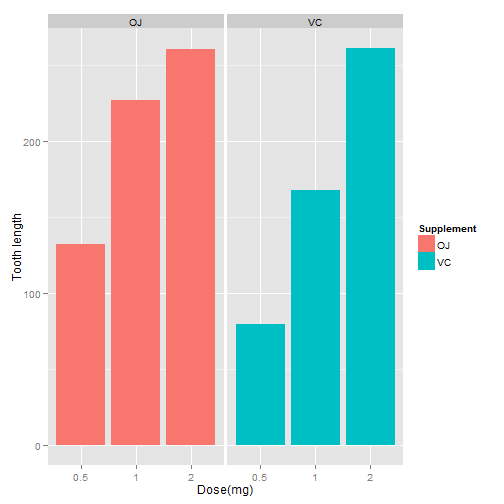 OJ VC
200
100
0
Tooth length
0.5 1 2 0.5 1 2
Dose(mg)
Supplement
OJ
VC